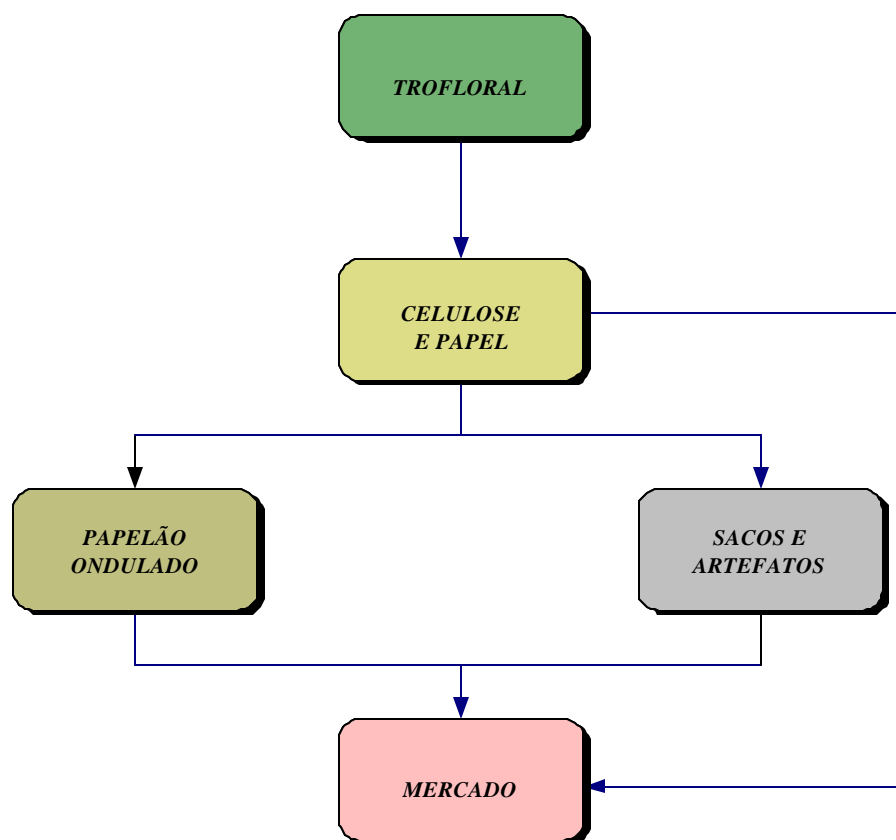 TROFLORAL
CELULOSE
E PAPEL
PAPELÃO
ONDULADO
SACOS E
ARTEFATOS
MERCADO